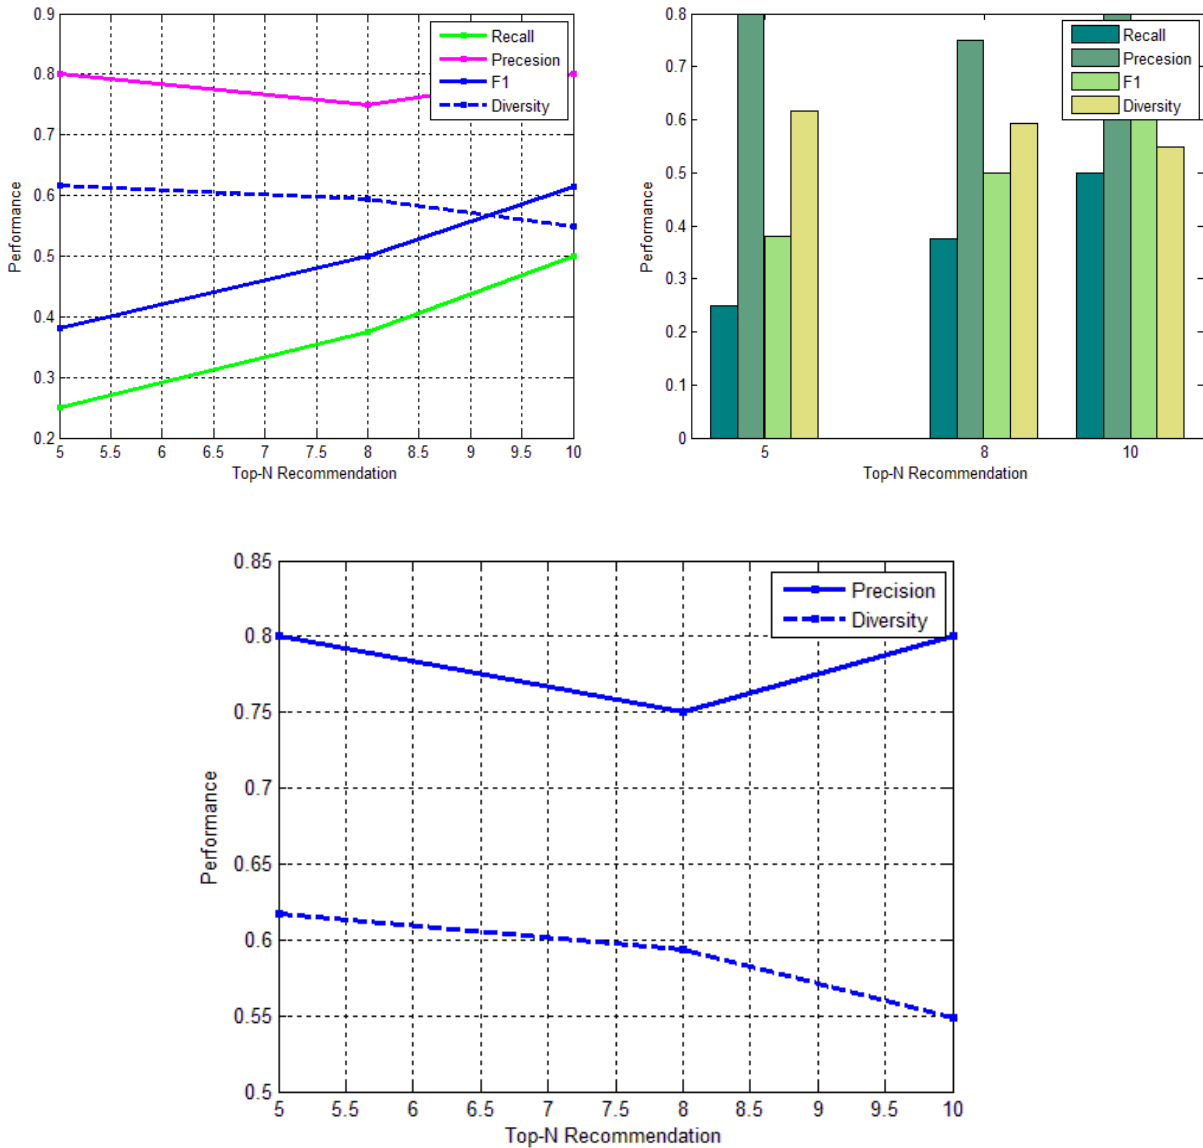 0.9
0.8
0.7
0.6
0.5
0.4
0.3
0.2
Performance
5 5.5 6 6.5 7 7.5 8 8.5 9 9.5 10
Top-N Recommendation
Recall
Precesion
F1
Diversity
0.8
0.7
0.6
0.5
0.4
0.3
0.2
0.1
0
Performance
5 8 10
Top-N Recommendation
Recall
Precesion
F1
Diversity
0.85
0.8
0.75
0.7
0.65
0.6
0.55
0.5
Performance
5 5.5 6 6.5 7 7.5 8 8.5 9 9.5 10
Top-N Recommendation
Precision
Diversity